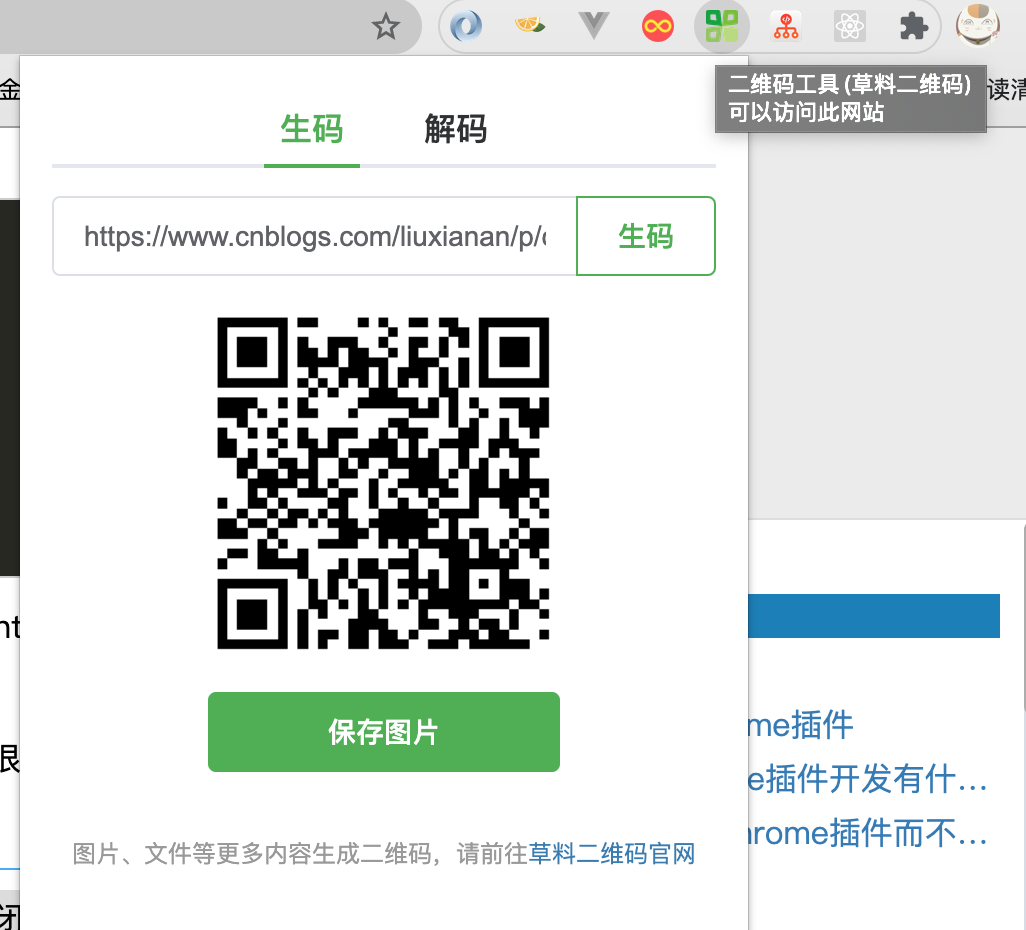 二维码工具 (草料二维码)
可以访问此网站
金
读清
生码
解码
https://www.cnblogs.com/liuxianan/p/
生码
nt
me插件
e插件开发有什…
保存图片
rome插件而不…
图片、文件等更多内容生成二维码，请前往草料二维码官网
闭